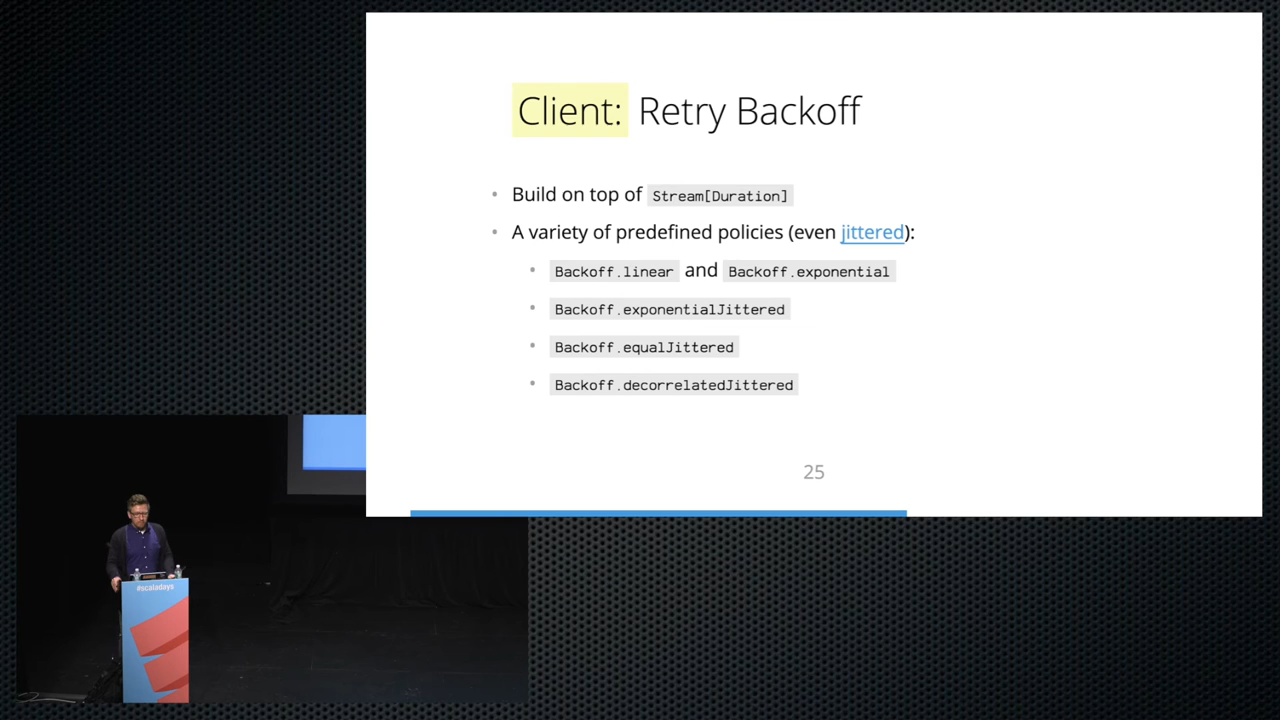 Client: Retry Backoff
• Build on top of Stream[Duration]
• A variety of predefined policies (even jittered):
• Backoff.linear and Backoff.exponential
• Backoff.exponentialJittered
• Backoff.equalJittered
• Backoff.decorrelatedJittered
25
#scaladays